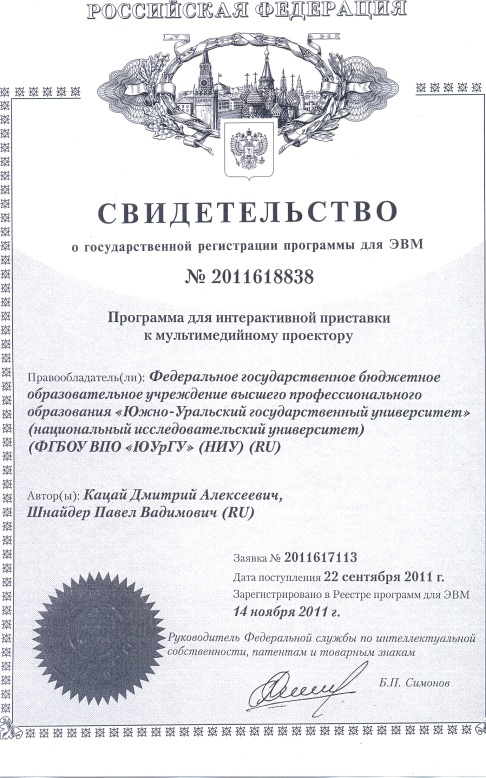 РОССИЙСКАЯ ФЕДЕРАЦИЯ
СВИДЕТЕЛЬСТВО
о государственной регистрации программы для ЭВМ
№ 2011618838
Программа для интерактивной приставки
к мультимедийному проектору
Правообладатель(ли): Федеральное государственное бюджетное
образовательное учреждение высшего профессионального
образования «Южно-Уральский государственный университет»
(национальный исследовательский университет)
(ФГБОУ ВПО «ЮУрГУ» (НИУ) (RU)
Автор(ы): Кацай Дмитрий Алексеевич,
Шнайдер Павел Вадимович (RU)
Заявка № 2011617113
Дата поступления 22 сентября 2011 г.
Зарегистрировано в Реестре программ для ЭВМ
14 ноября 2011 г.
Руководитель Федеральной службы по интеллектуальной
собственности, патентам и товарным знакам
Б.П. Симонов